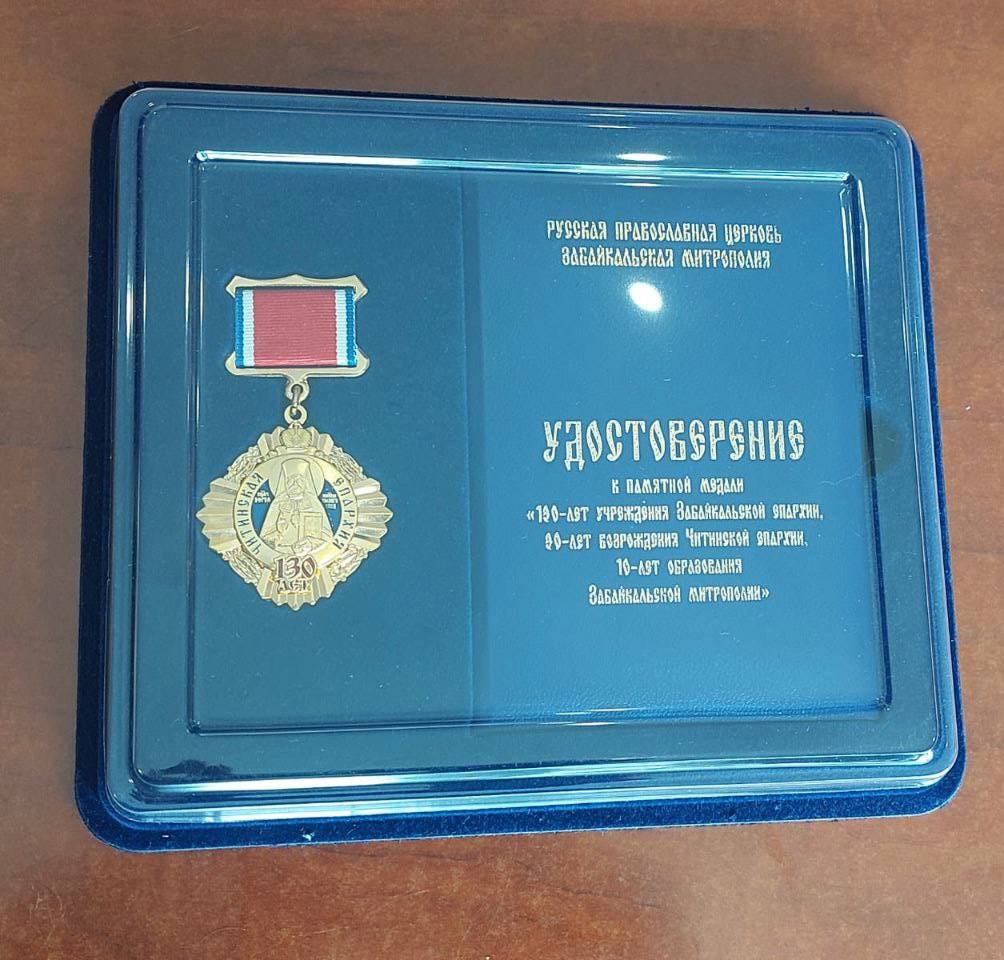 ЧИТИНСКАЯ ЕПАРХИЯ
130
ЛЕТ
РУССКАЯ ПРАВОСЛАВНАЯ ЦЕРКОВЬ
ЗАБАЙКАЛЬСКАЯ МИТРОПОЛИЯ
УДОСТОВЕРЕНИЕ
К ПАМЯТНОЙ МЕДАЛИ
«130-ЛЕТ УЧРЕЖДЕНИЯ ЗАБАЙКАЛЬСКОЙ ЕПАРХИИ,
30-ЛЕТ ВОЗРОЖДЕНИЯ ЧИТИНСКОЙ ЕПАРХИИ,
10-ЛЕТ ОБРАЗОВАНИЯ
ЗАБАЙКАЛЬСКОЙ МИТРОПОЛИИ»